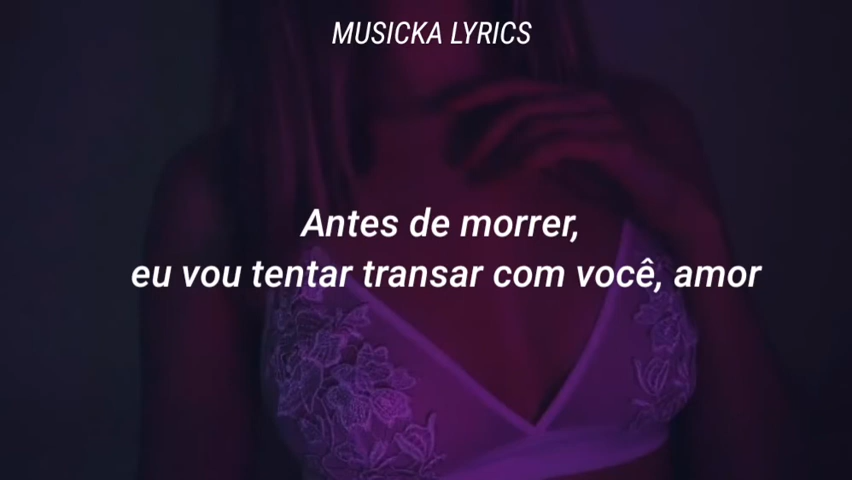 MUSICKA LYRICS
Antes de morrer,
eu vou tentar transar com você, amor